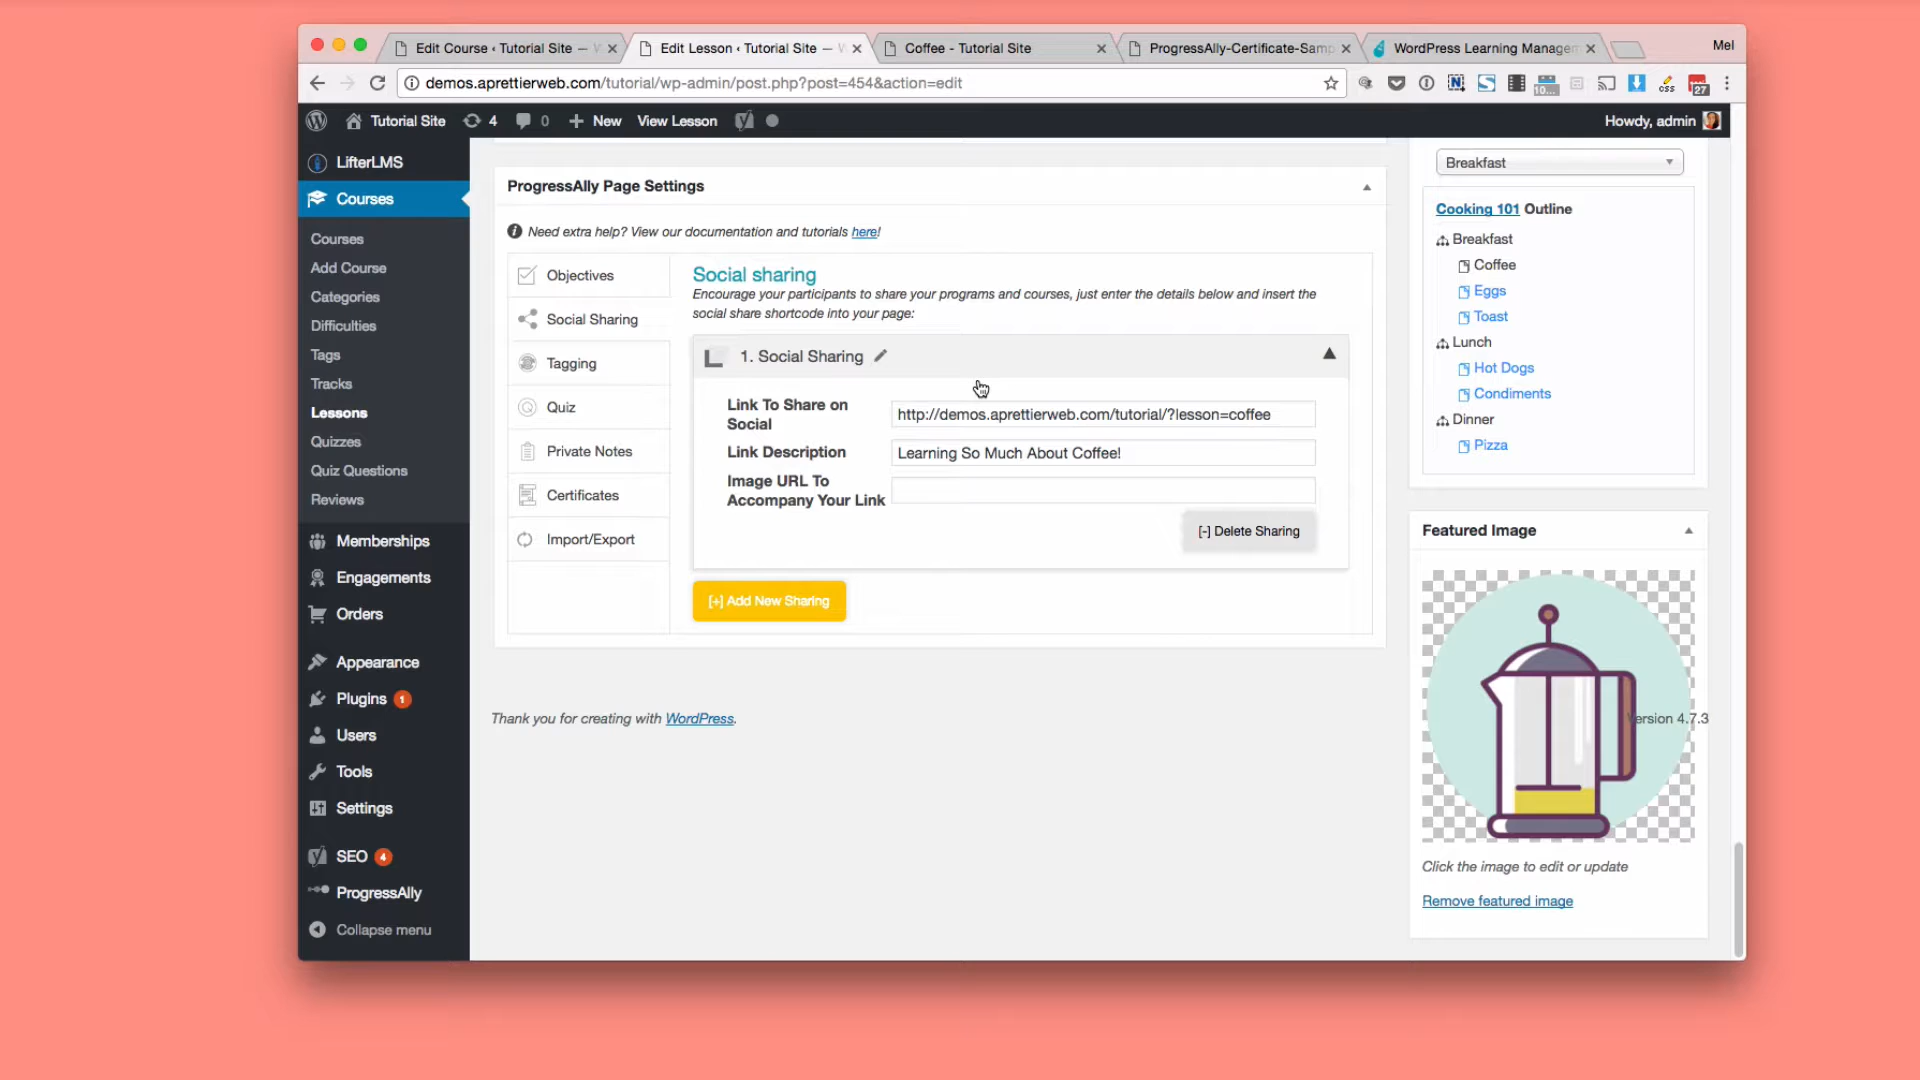 Edit Course ‹ Tutorial Site —
Edit Lesson ‹ Tutorial Site —
Coffee - Tutorial Site
ProgressAlly-Certificate-Sam
WordPress Learning Manage
Mel
demos.aprettierweb.com/tutorial/wp-admin/post.php?post=454&action=edit
10...
css
27
Tutorial Site
4
0
New
View Lesson
Howdy, admin
LifterLMS
Courses
Courses
Add Course
Categories
Difficulties
Tags
Tracks
Lessons
Quizzes
Quiz Questions
Reviews
Memberships
Engagements
Orders
Appearance
Plugins 1
Users
Tools
Settings
SEO 4
ProgressAlly
Collapse menu
ProgressAlly Page Settings
Need extra help? View our documentation and tutorials here!
Objectives
Social Sharing
Tagging
Quiz
Private Notes
Certificates
Import/Export
Social sharing
Encourage your participants to share your programs and courses, just enter the details below and insert the
social share shortcode into your page:
1. Social Sharing
Link To Share on
Social
http://demos.aprettierweb.com/tutorial/?lesson=coffee
Link Description
Learning So Much About Coffee!
Image URL To
Accompany Your Link
[-] Delete Sharing
[+] Add New Sharing
Thank you for creating with WordPress.
Version 4.7.3
Breakfast
Cooking 101 Outline
Breakfast
Coffee
Eggs
Toast
Lunch
Hot Dogs
Condiments
Dinner
Pizza
Featured Image
Click the image to edit or update
Remove featured image